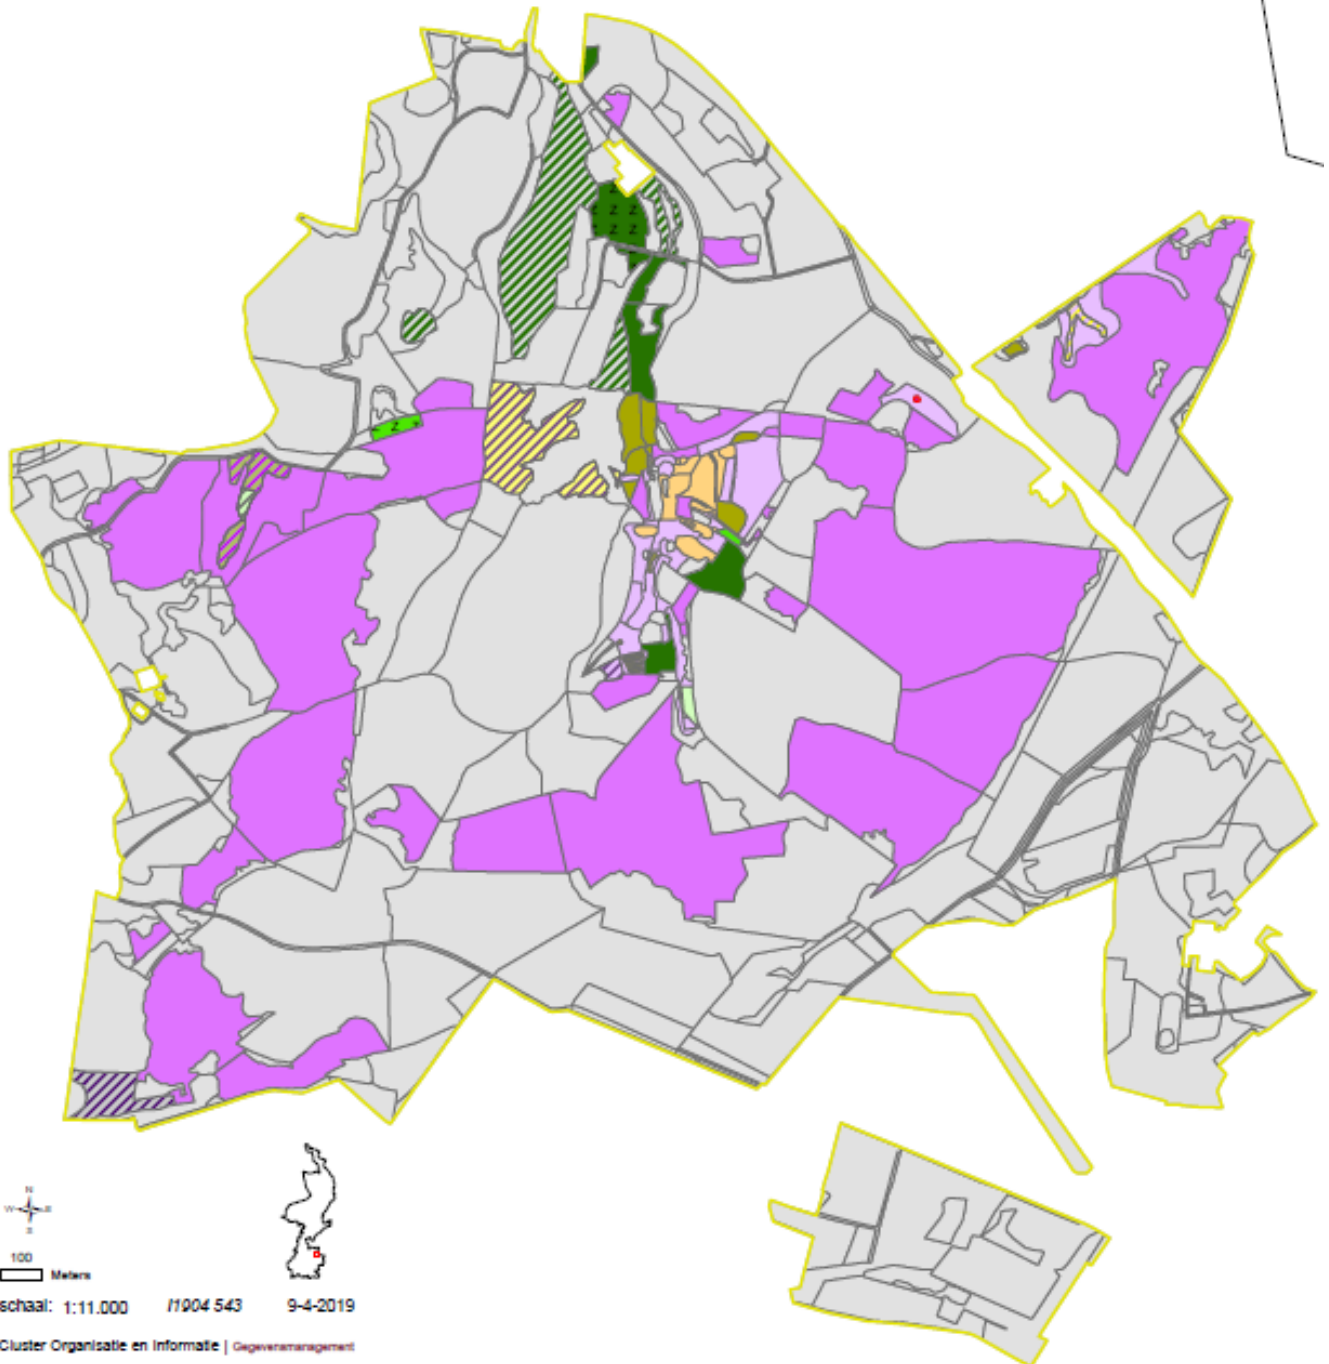 Z Z
Z Z
Z Z
Z
N
W E
S
100
Meters
schaal: 1:11.000 I1904 543 9-4-2019
Cluster Organisatie en Informatie | Gegevensmanagement